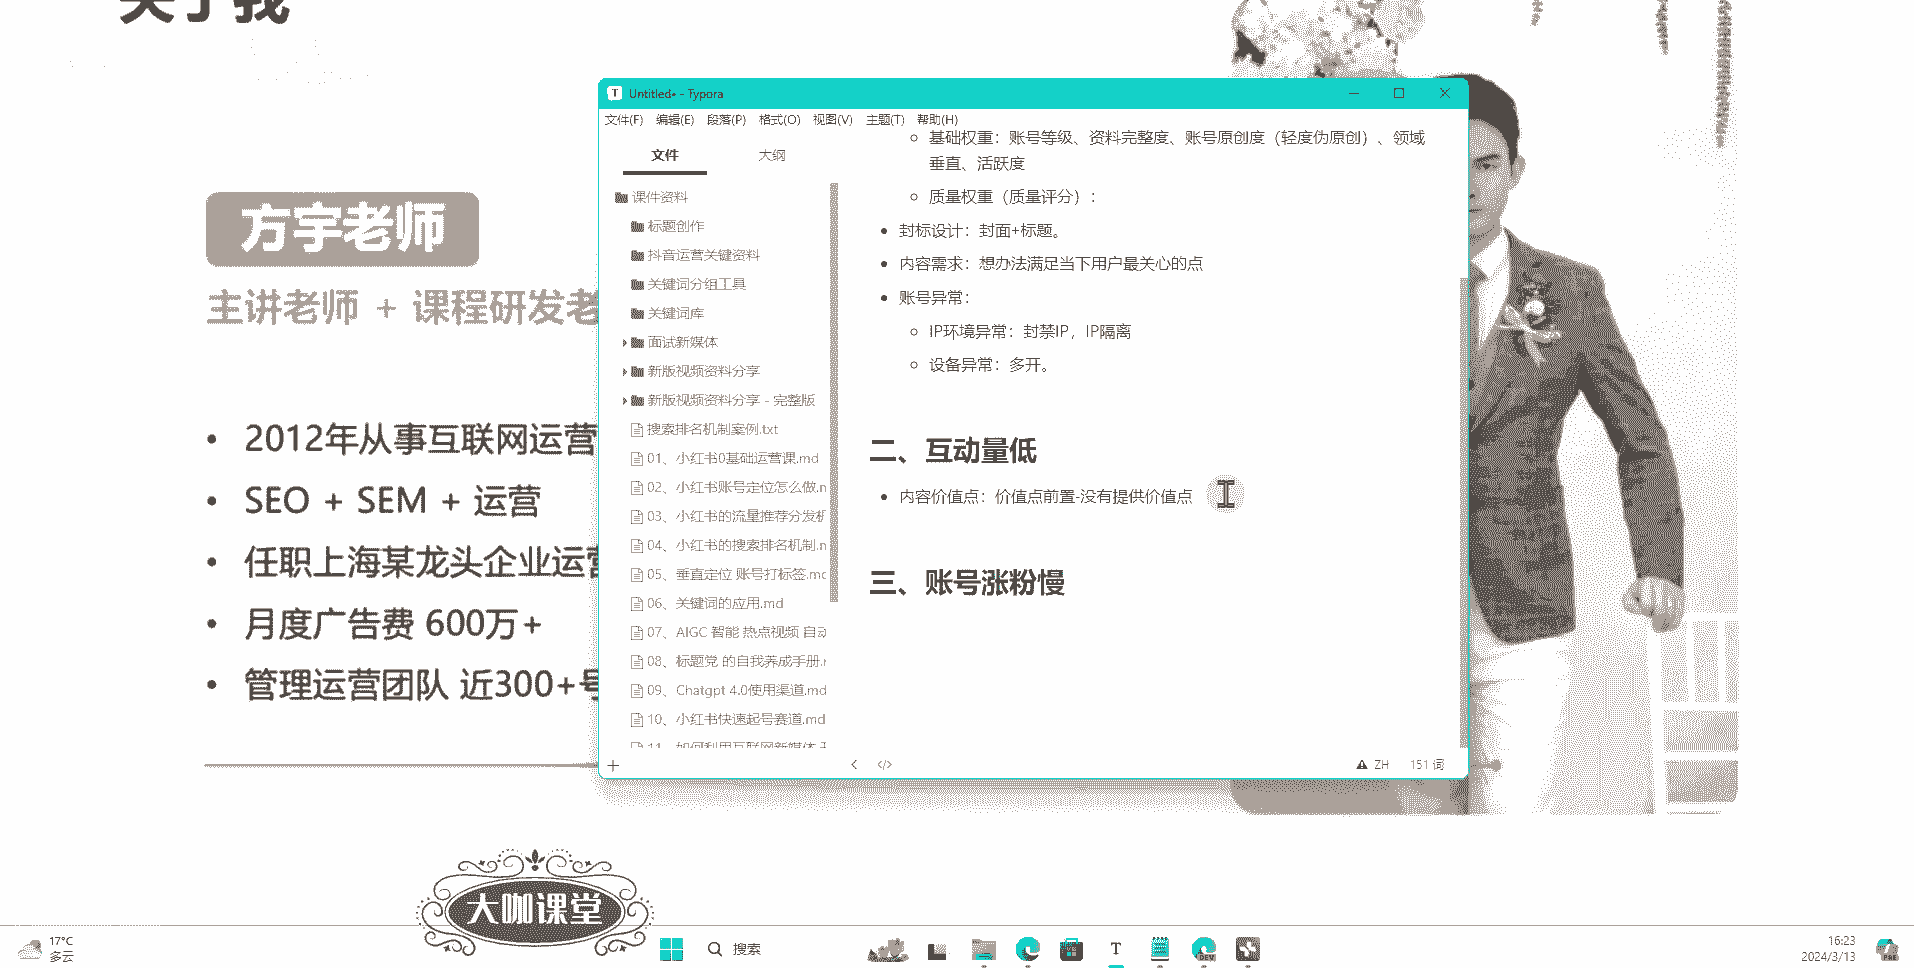 关于我
方宇老师
主讲老师 + 课程研发老
2012年从事互联网运营
SEO + SEM + 运营
任职上海某龙头企业运营
月度广告费 600万+
管理运营团队 近300+号
Untitled• - Typora
文件(F) 编辑(E) 段落(P) 格式(O) 视图(V) 主题(T) 帮助(H)
文件 大纲
课件资料
标题创作
抖音运营关键资料
关键词分组工具
关键词库
面试新媒体
新版视频资料分享
新版视频资料分享 - 完整版
搜索排名机制案例.txt
01、小红书0基础运营课.md
02、小红书账号定位怎么做.m
03、小红书的流量推荐分发机
04、小红书的搜索排名机制.m
05、垂直定位 账号打标签.md
06、关键词的应用.md
07、AIGC 智能 热点视频 自动
08、标题党 的自我养成手册.m
09、Chatgpt 4.0使用渠道.md
10、小红书快速起号赛道.md
11、如何利用互联网新媒体
基础权重：账号等级、资料完整度、账号原创度（轻度伪原创）、领域
垂直、活跃度
质量权重（质量评分）：
封标设计：封面+标题。
内容需求：想办法满足当下用户最关心的点
账号异常：
IP环境异常：封禁IP，IP隔离
设备异常：多开。
二、互动量低
内容价值点：价值点前置-没有提供价值点
三、账号涨粉慢
ZH 151 词
大咖课堂
17°C
多云
搜索
T
DEV
16:23
2024/3/13
PRE